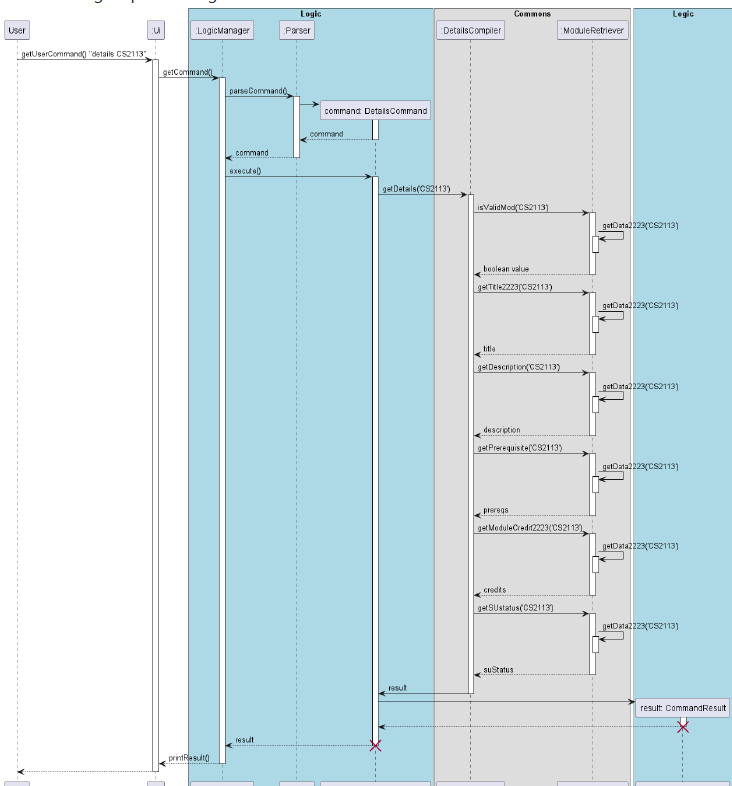 Logic
Commons
Logic
User
:Ui
:LogicManager
:Parser
:DetailsCompiler
:ModuleRetriever
getUserCommand() "details CS2113"
getCommand()
parseCommand()
command: DetailsCommand
command
command
execute()
getDetails('CS2113')
isValidMod('CS2113')
getData2223('CS2113')
boolean value
getTitle2223('CS2113')
getData2223('CS2113')
title
getDescription('CS2113')
getData2223('CS2113')
description
getPrerequisite('CS2113')
getData2223('CS2113')
prereqs
getModuleCredit2223('CS2113')
getData2223('CS2113')
credits
getSUstatus('CS2113')
getData2223('CS2113')
suStatus
result
result: CommandResult
result
printResult()